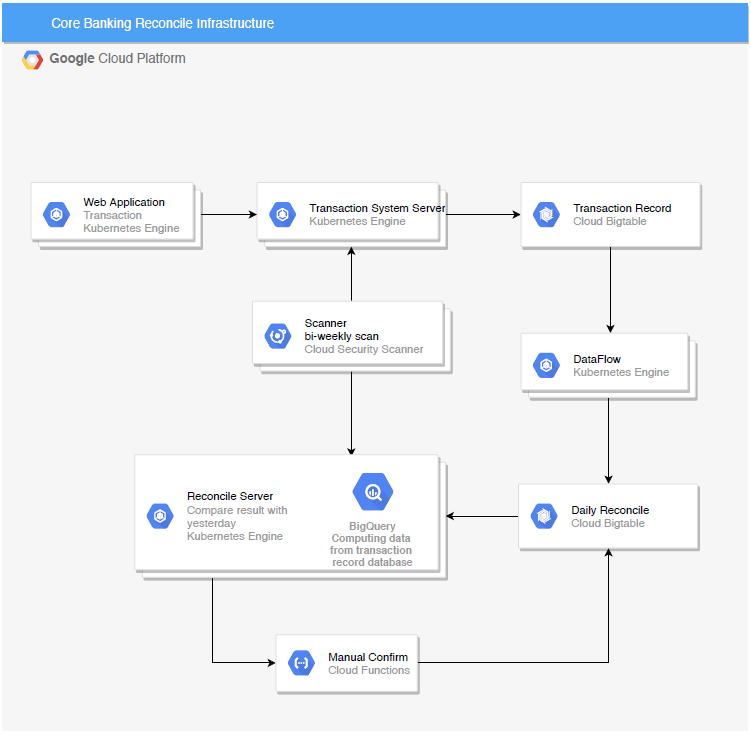 Core Banking Reconcile Infrastructure
Google Cloud Platform
Web Application
Transaction
Kubernetes Engine
Transaction System Server
Kubernetes Engine
Transaction Record
Cloud Bigtable
Scanner
bi-weekly scan
Cloud Security Scanner
DataFlow
Kubernetes Engine
Reconcile Server
Compare result with
yesterday
Kubernetes Engine
BigQuery
Computing data
from transaction
record database
Daily Reconcile
Cloud Bigtable
Manual Confirm
Cloud Functions